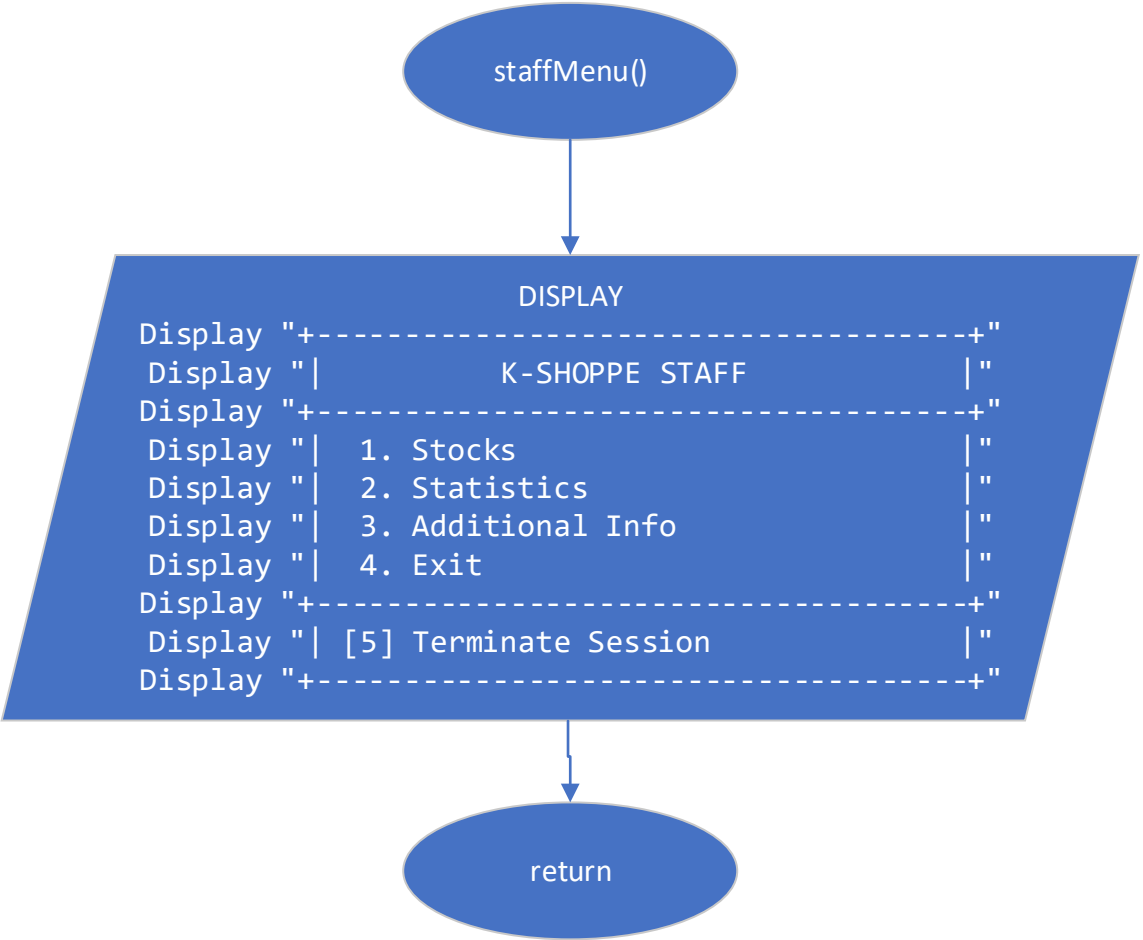 staffMenu()
DISPLAY
Display "+-------------------------------------+"
Display "|          K-SHOPPE STAFF            |"
Display "+-------------------------------------+"
Display "|  1. Stocks                         |"
Display "|  2. Statistics                     |"
Display "|  3. Additional Info                |"
Display "|  4. Exit                           |"
Display "+-------------------------------------+"
Display "| [5] Terminate Session              |"
Display "+-------------------------------------+"
return